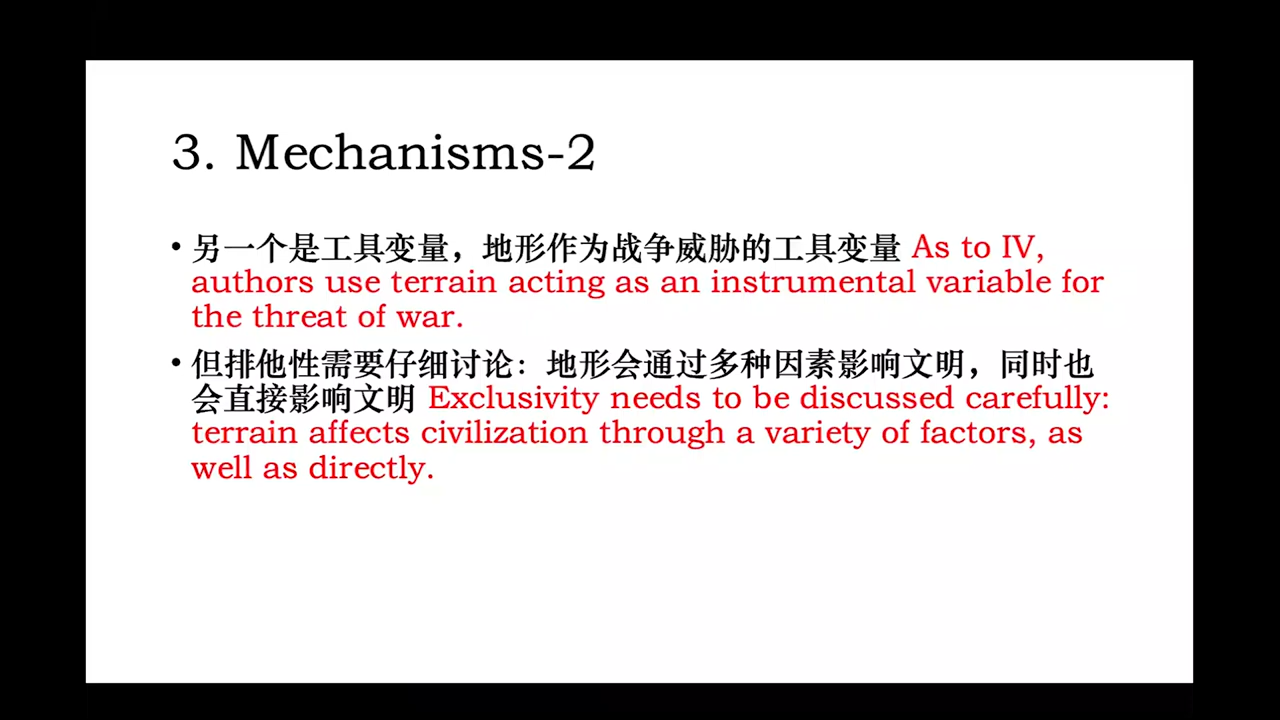 3. Mechanisms-2
• 另一个是工具变量，地形作为战争威胁的工具变量 As to IV,
authors use terrain acting as an instrumental variable for
the threat of war.
• 但排他性需要仔细讨论：地形会通过多种因素影响文明，同时也
会直接影响文明 Exclusivity needs to be discussed carefully:
terrain affects civilization through a variety of factors, as
well as directly.